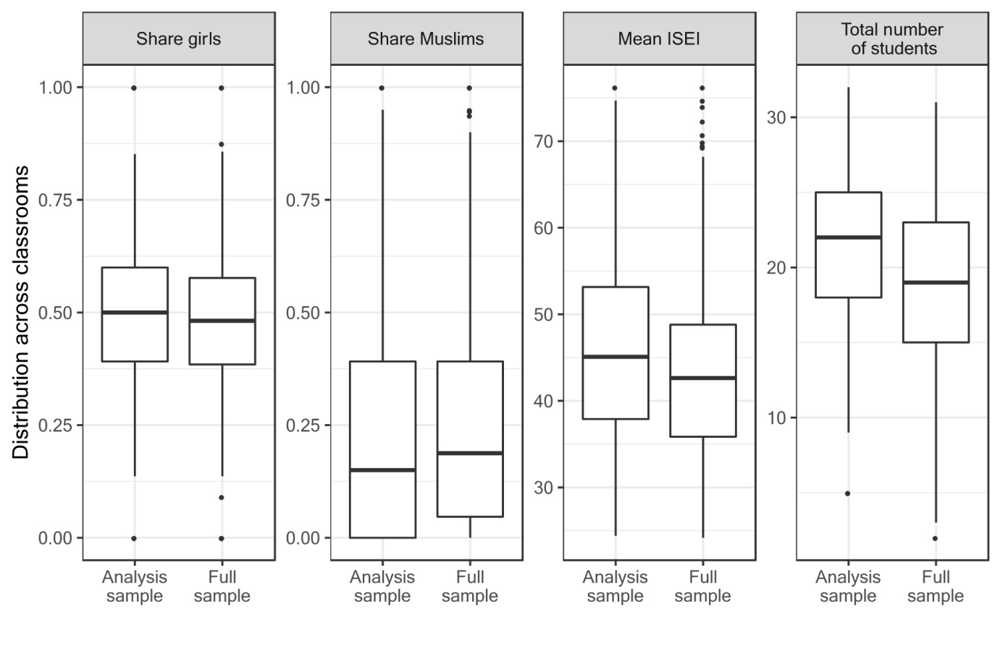 Share girls
Share Muslims
Mean ISEI
Total number
of students
Distribution across classrooms
1.00
0.75
0.50
0.25
0.00
1.00
0.75
0.50
0.25
0.00
70
60
50
40
30
30
20
10
Analysis
sample
Full
sample
Analysis
sample
Full
sample
Analysis
sample
Full
sample
Analysis
sample
Full
sample